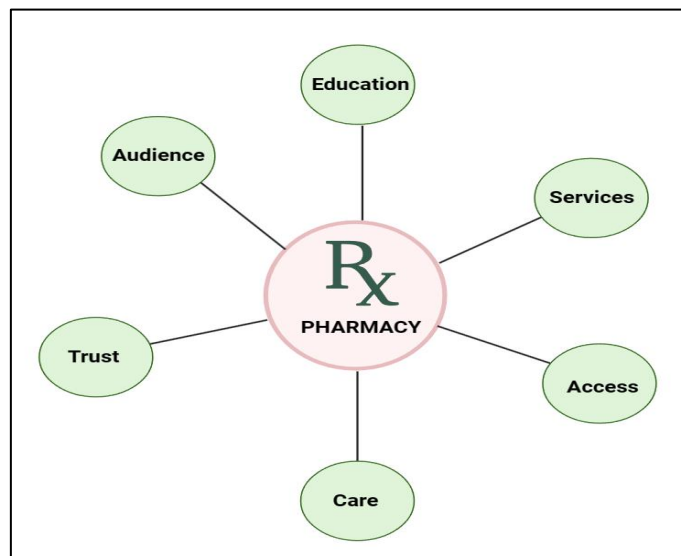 Education
Audience
Services
Rx
PHARMACY
Trust
Access
Care